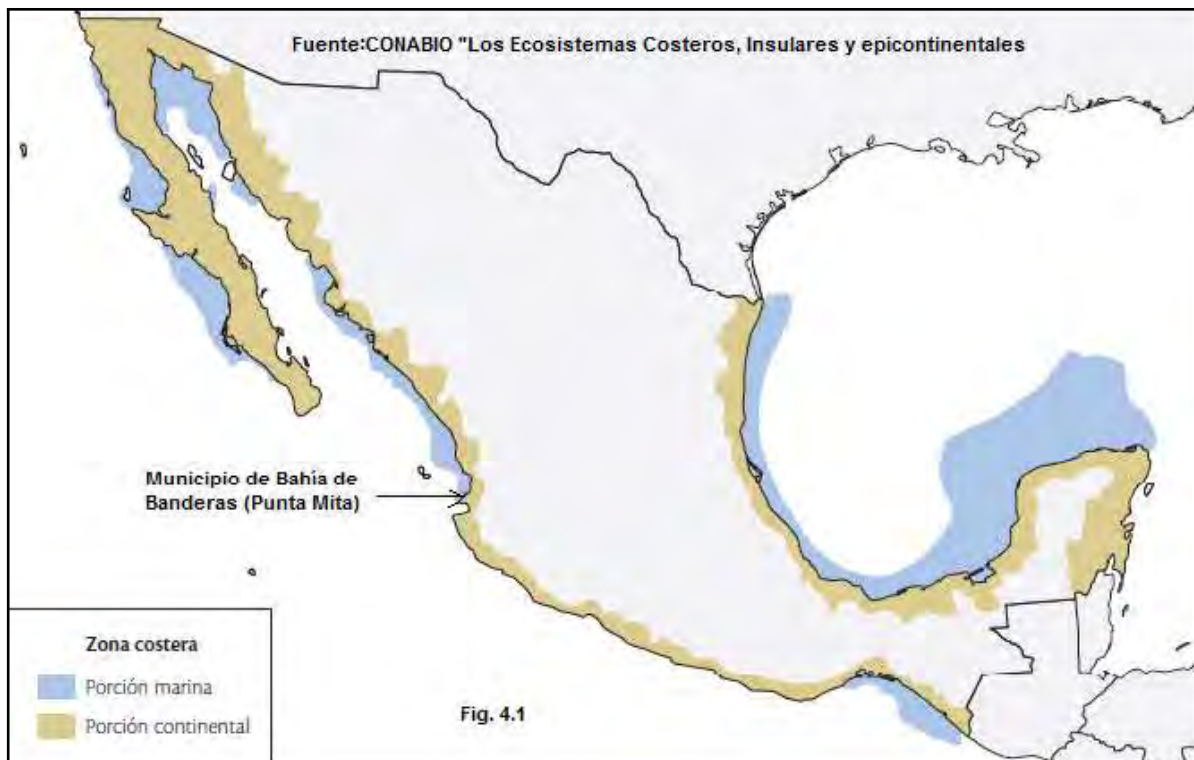 Fuente:CONABIO "Los Ecosistemas Costeros, Insulares y epicontinentales
Municipio de Bahía de
Banderas (Punta Mita)
Zona costera
Porción marina
Porción continental
Fig. 4.1